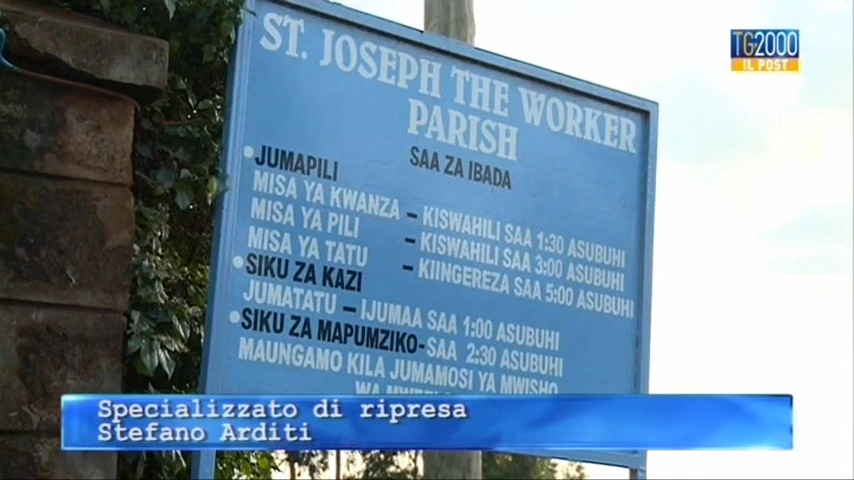 TG2000
IL POST
ST. JOSEPH THE WORKER
PARISH
SAA ZA IBADA
• JUMAPILI
MISA YA KWANZA - KISWAHILI SAA 1:30 ASUBUHI
MISA YA PILI - KISWAHILI SAA 3:00 ASUBUHI
MISA YA TATU - KIINGEREZA SAA 5:00 ASUBUHI
• SIKU ZA KAZI
JUMATATU - IJUMAA SAA 1:00 ASUBUHI
• SIKU ZA MAPUMZIKO - SAA 2:30 ASUBUHI
MAUNGAMO KILA JUMAMOSI YA MWISHO
WA
Specializzato di ripresa
Stefano Arditi